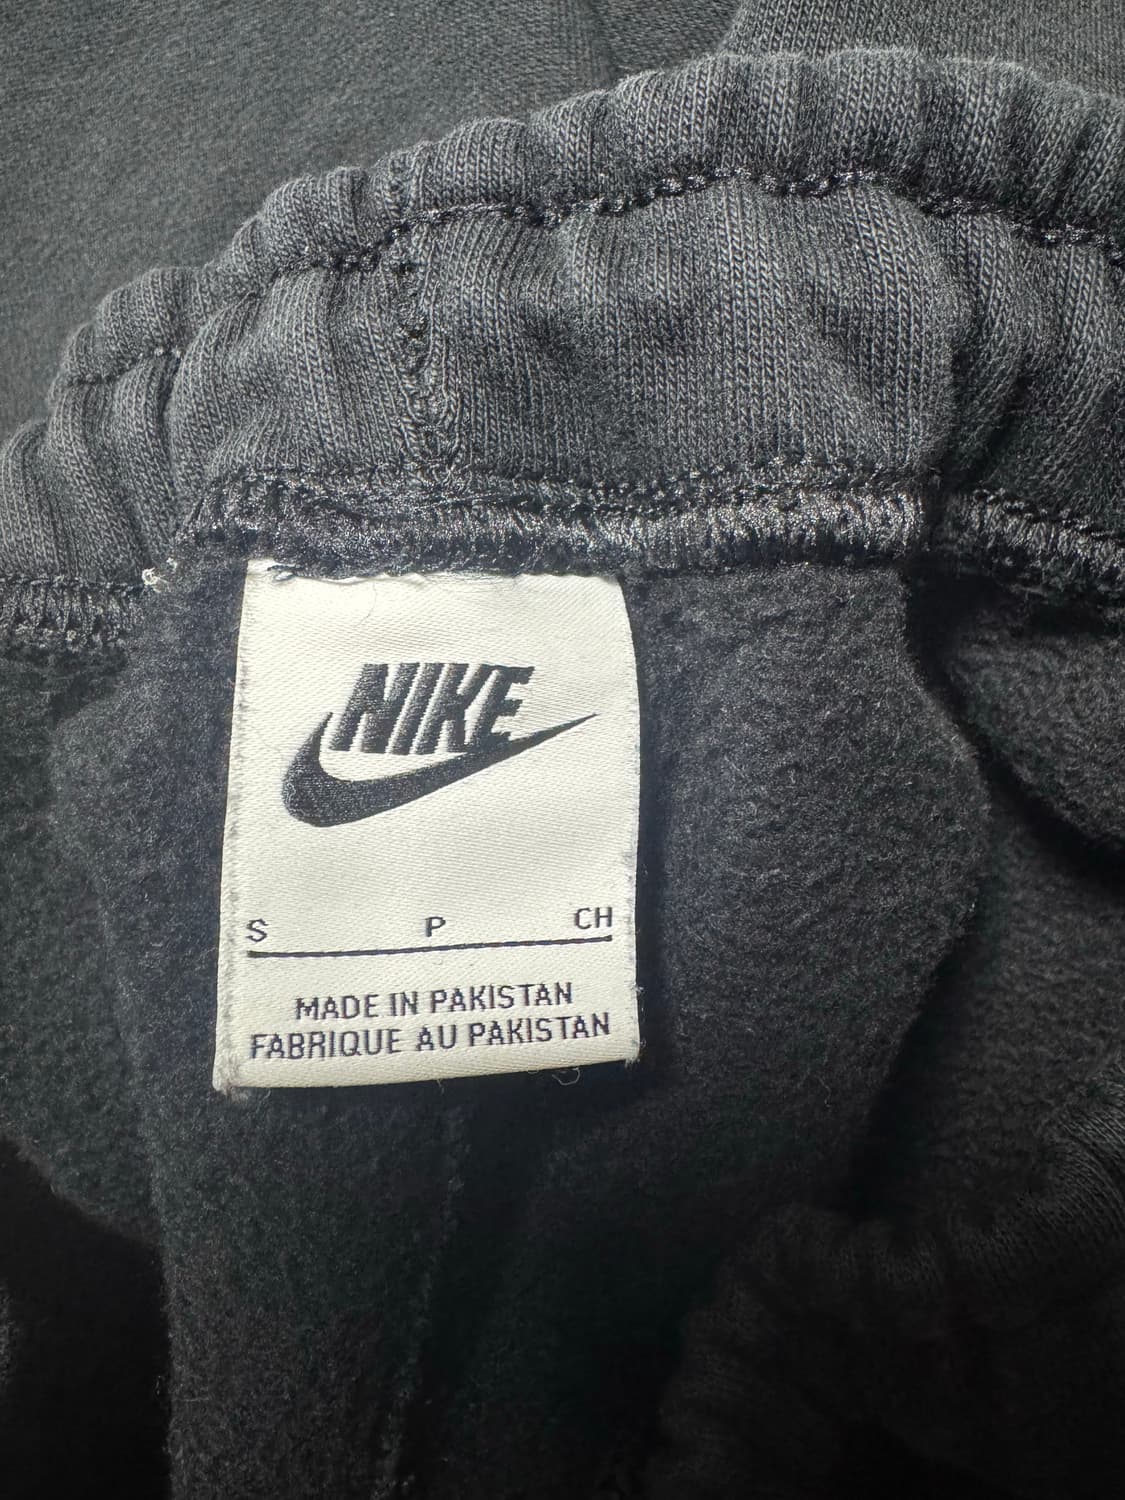 NIKE
S P CH
MADE IN PAKISTAN
FABRIQUE AU PAKISTAN